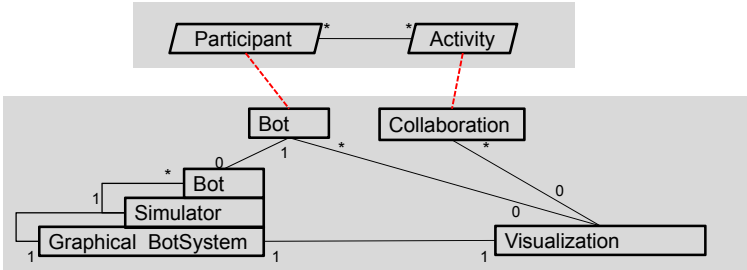 * *
Participant Activity
Bot Collaboration
1 * *
0
* Bot 0
1 Simulator 0
Graphical BotSystem Visualization
1 1 1